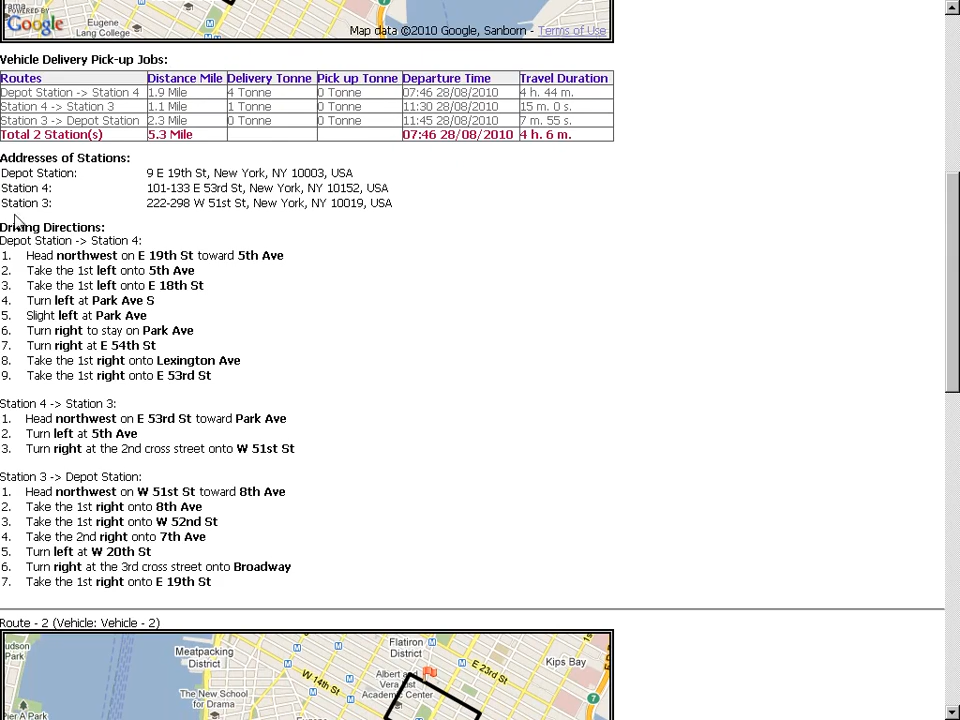 Drama
Google
Eugene
Lang College
Map data ©2010 Google, Sanborn - Terms of Use
Vehicle Delivery Pick-up Jobs:
Routes Distance Mile Delivery Tonne Pick up Tonne Departure Time Travel Duration
Depot Station -> Station 4 1.9 Mile 4 Tonne 0 Tonne 07:46 28/08/2010 4 h. 44 m.
Station 4 -> Station 3 1.1 Mile 1 Tonne 0 Tonne 11:30 28/08/2010 15 m. 0 s.
Station 3 -> Depot Station 2.3 Mile 0 Tonne 0 Tonne 11:45 28/08/2010 7 m. 55 s.
Total 2 Station(s) 5.3 Mile 07:46 28/08/2010 4 h. 6 m.
Addresses of Stations:
Depot Station: 9 E 19th St, New York, NY 10003, USA
Station 4: 101-133 E 53rd St, New York, NY 10152, USA
Station 3: 222-298 W 51st St, New York, NY 10019, USA
Driving Directions:
Depot Station -> Station 4:
1. Head northwest on E 19th St toward 5th Ave
2. Take the 1st left onto 5th Ave
3. Take the 1st left onto E 18th St
4. Turn left at Park Ave S
5. Slight left at Park Ave
6. Turn right to stay on Park Ave
7. Turn right at E 54th St
8. Take the 1st right onto Lexington Ave
9. Take the 1st right onto E 53rd St
Station 4 -> Station 3:
1. Head northwest on E 53rd St toward Park Ave
2. Turn left at 5th Ave
3. Turn right at the 2nd cross street onto W 51st St
Station 3 -> Depot Station:
1. Head northwest on W 51st St toward 8th Ave
2. Take the 1st right onto 8th Ave
3. Take the 1st right onto W 52nd St
4. Take the 2nd right onto 7th Ave
5. Turn left at W 20th St
6. Turn right at the 3rd cross street onto Broadway
7. Take the 1st right onto E 19th St
Route - 2 (Vehicle: Vehicle - 2)
udson
Park
Meatpacking
District
Flatiron
District
Kips Bay
E 23rd St
W 14th St
Albert and
Academic Center
The New School
for Drama
Pier A Park
7